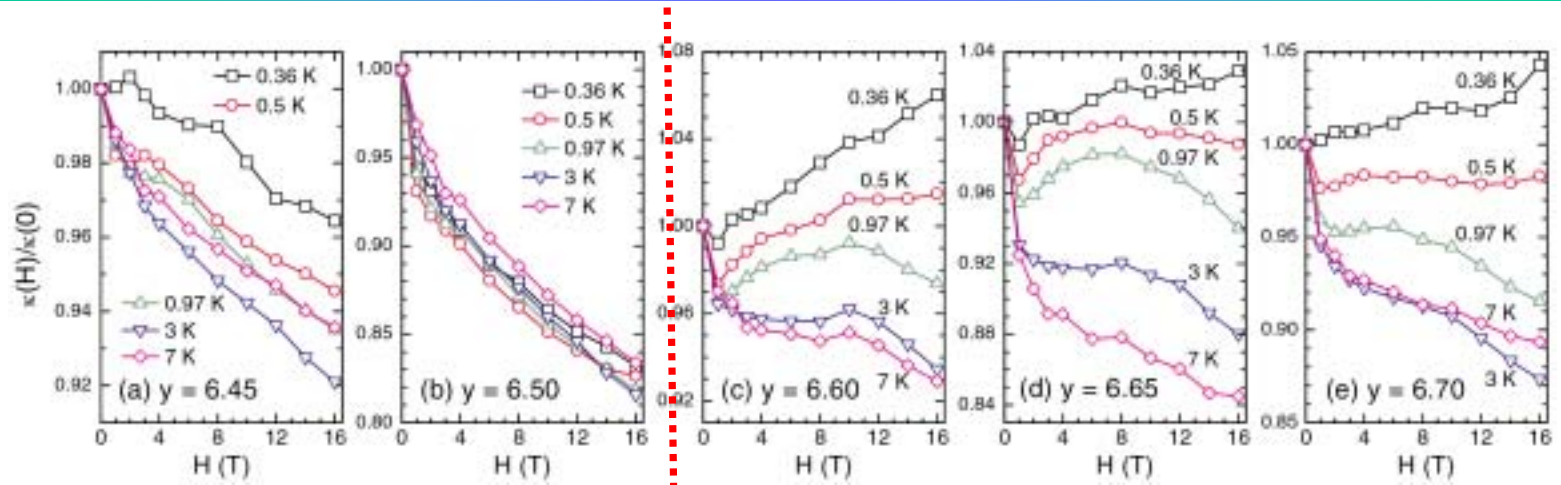 κ(H)/κ(0)
1.00
0.98
0.96
0.94
0.92
0.36 K
0.5 K
0.97 K
3 K
7 K
(a) y = 6.45
0 4 8 12 16
H (T)
1.00
0.95
0.90
0.85
0.80
0.36 K
0.5 K
0.97 K
3 K
7 K
(b) y = 6.50
0 4 8 12 16
H (T)
1.08
1.04
1.00
0.96
0.92
0.36 K
0.5 K
0.97 K
3 K
7 K
(c) y = 6.60
0 4 8 12 16
H (T)
1.04
1.00
0.96
0.92
0.88
0.84
0.36 K
0.5 K
0.97 K
3 K
7 K
(d) y = 6.65
0 4 8 12 16
H (T)
1.05
1.00
0.95
0.90
0.85
0.36 K
0.5 K
0.97 K
7 K
3 K
(e) y = 6.70
0 4 8 12 16
H (T)